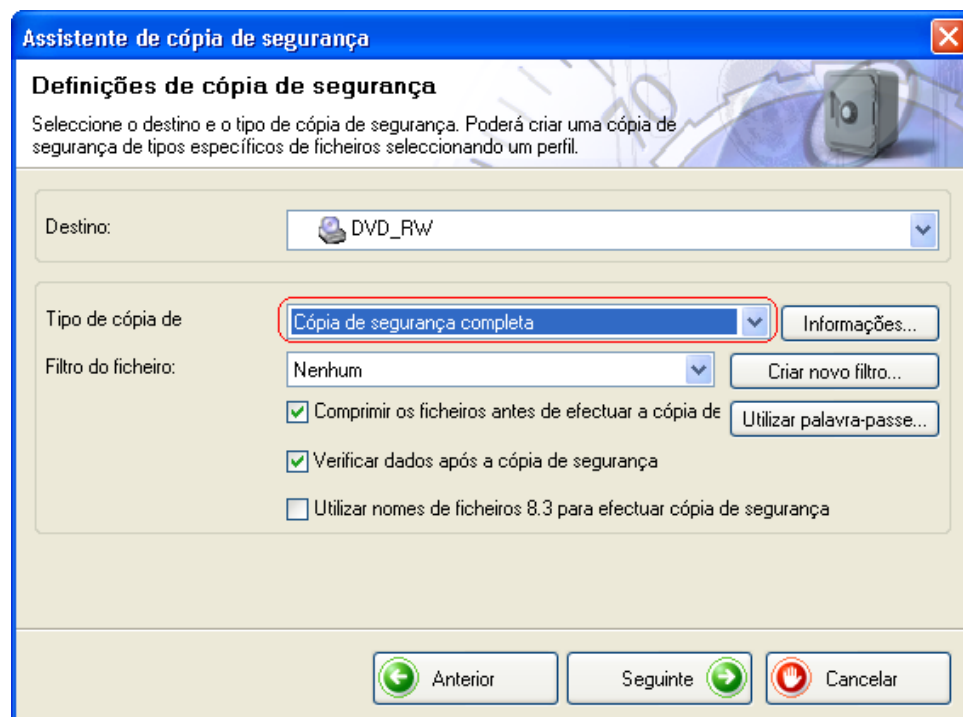 Assistente de cópia de segurança
Definições de cópia de segurança
Seleccione o destino e o tipo de cópia de segurança. Poderá criar uma cópia de
segurança de tipos específicos de ficheiros seleccionando um perfil.
Destino:
DVD_RW
Tipo de cópia de
Cópia de segurança completa
Informações...
Filtro do ficheiro:
Nenhum
Criar novo filtro...
Comprimir os ficheiros antes de efectuar a cópia de
Utilizar palavra-passe...
Verificar dados após a cópia de segurança
Utilizar nomes de ficheiros 8.3 para efectuar cópia de segurança
Anterior
Seguinte
Cancelar